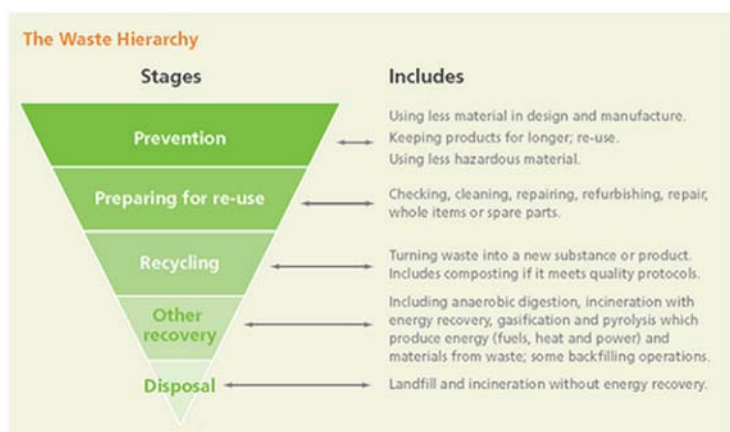 The Waste Hierarchy
Stages
Includes
Prevention
Using less material in design and manufacture.
Keeping products for longer; re-use.
Using less hazardous material.
Preparing for re-use
Checking, cleaning, repairing, refurbishing, repair,
whole items or spare parts.
Recycling
Turning waste into a new substance or product.
Includes composting if it meets quality protocols.
Other
recovery
Including anaerobic digestion, incineration with
energy recovery, gasification and pyrolysis which
produce energy (fuels, heat and power) and
materials from waste; some backfilling operations.
Disposal
Landfill and incineration without energy recovery.